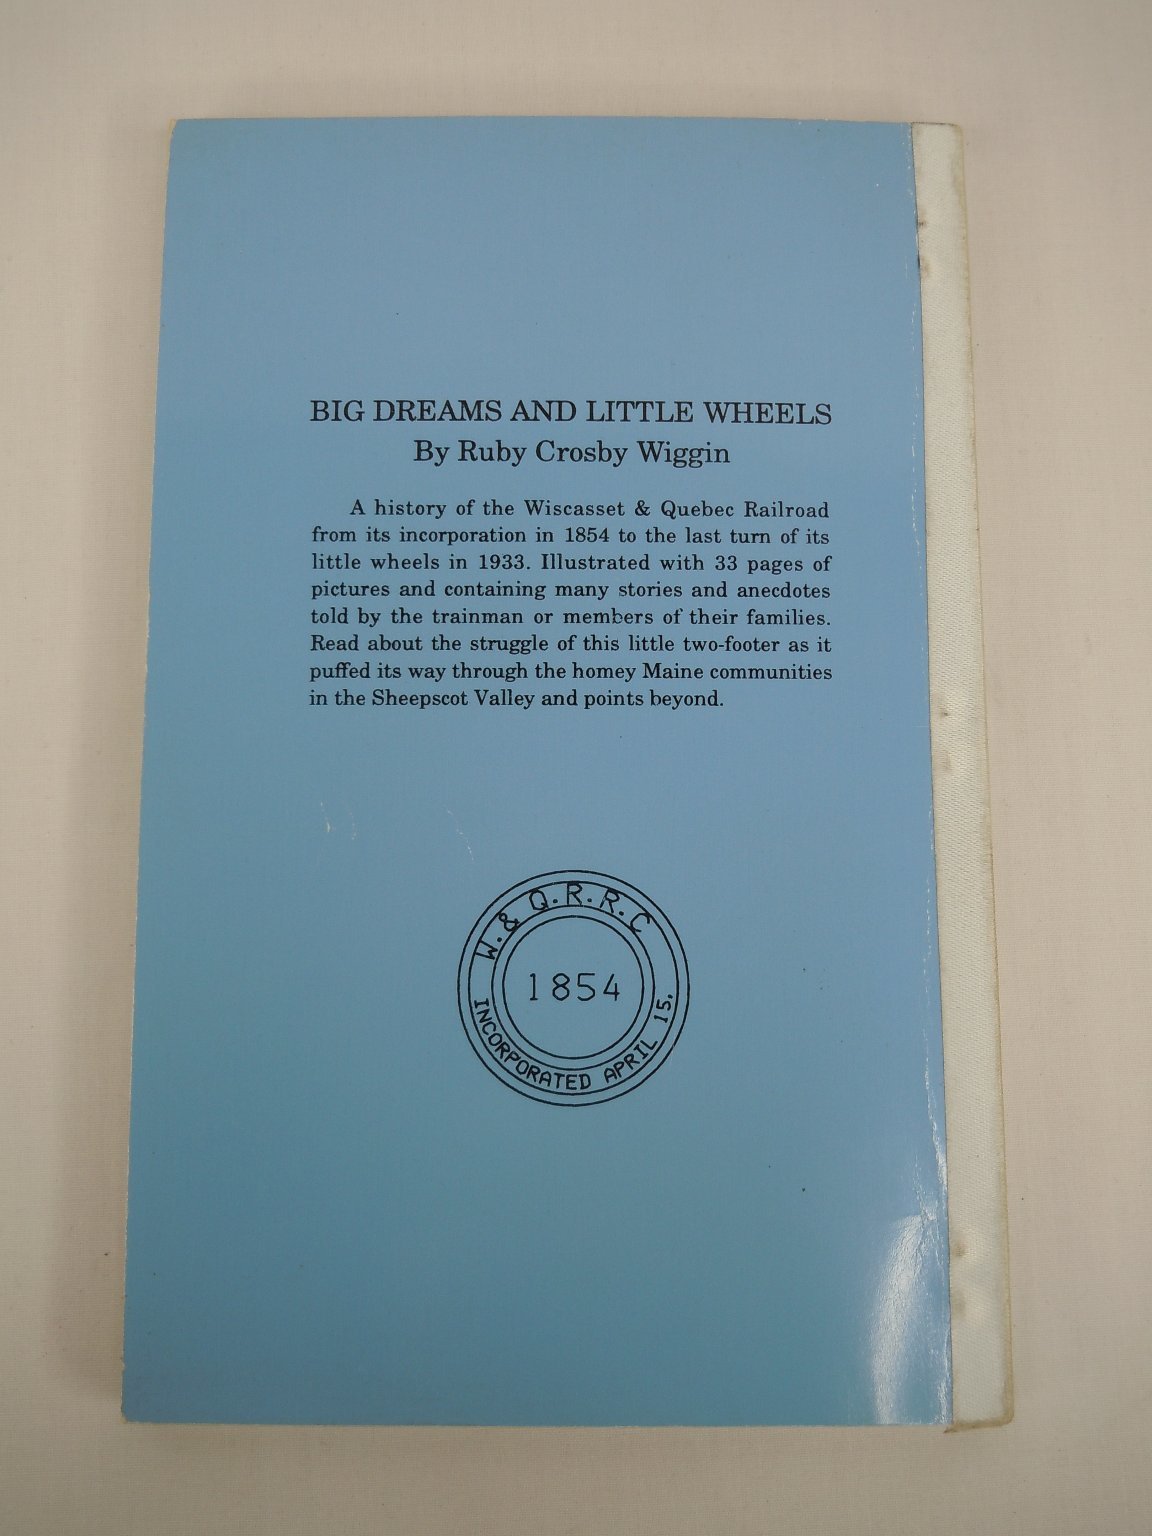 BIG DREAMS AND LITTLE WHEELS
By Ruby Crosby Wiggin
A history of the Wiscasset & Quebec Railroad
from its incorporation in 1854 to the last turn of its
little wheels in 1933. Illustrated with 33 pages of
pictures and containing many stories and anecdotes
told by the trainman or members of their families.
Read about the struggle of this little two-footer as it
puffed its way through the homey Maine communities
in the Sheepscot Valley and points beyond.
W. & Q. R. R. C
1854
INCORPORATED APRIL 15.